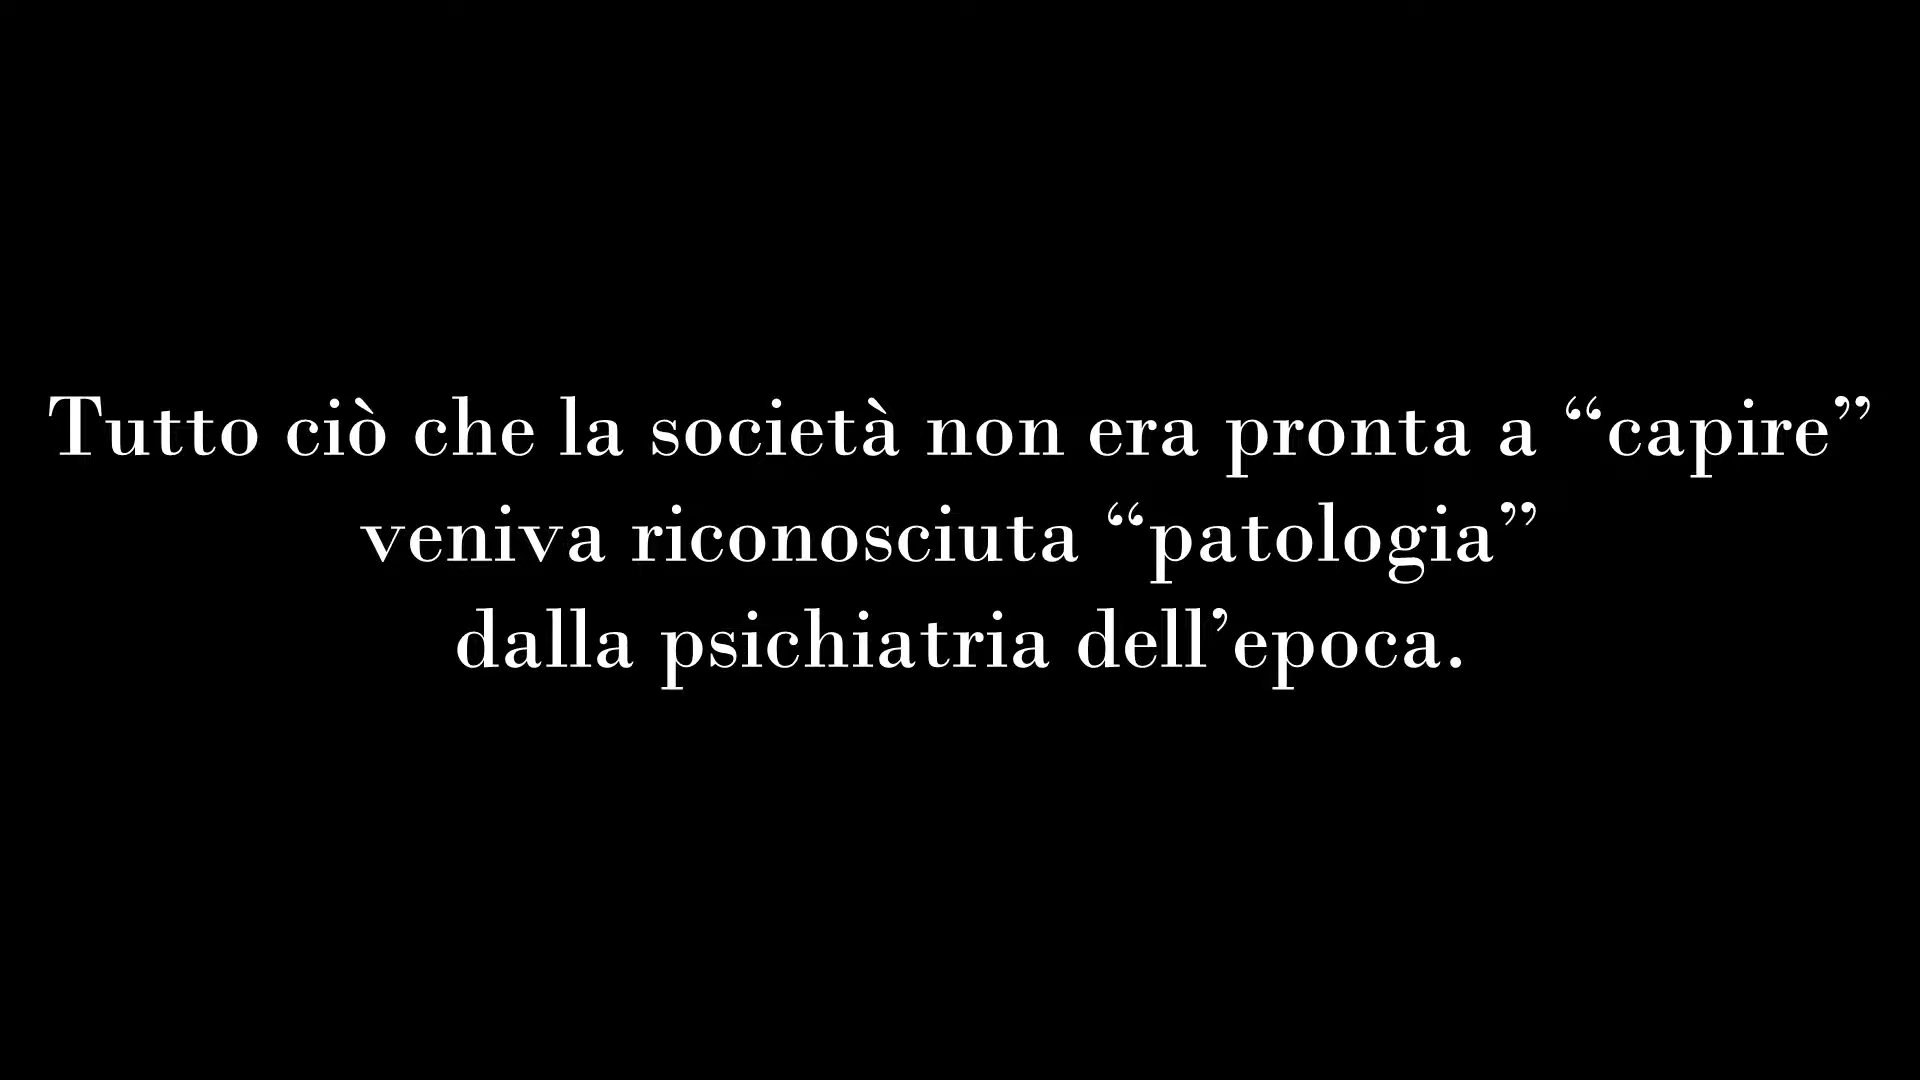 Tutto ciò che la società non era pronta a “capire”
veniva riconosciuta “patologia”
dalla psichiatria dell’epoca.